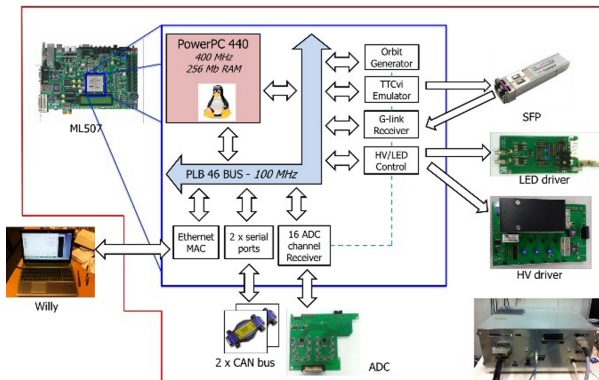 PowerPC 440
400 MHz
256 Mb RAM
ML507
Orbit
Generator
TTCvi
Emulator
G-link
Receiver
HV/LED
Control
SFP
LED driver
HV driver
PLB 46 BUS - 100 MHz
Ethernet
MAC
2 x serial
ports
16 ADC
channel
Receiver
Willy
2 x CAN bus
ADC